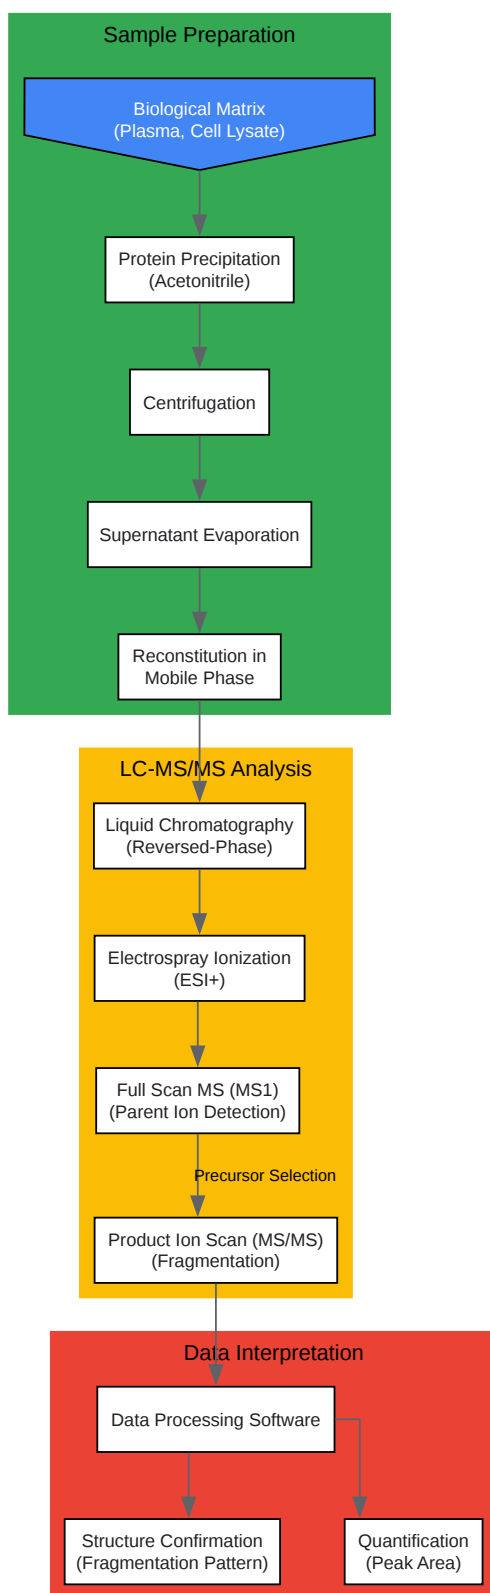 Sample Preparation
Biological Matrix
(Plasma, Cell Lysate)
Protein Precipitation
(Acetonitrile)
Centrifugation
Supernatant Evaporation
Reconstitution in
Mobile Phase
LC-MS/MS Analysis
Liquid Chromatography
(Reversed-Phase)
Electrospray Ionization
(ESI+)
Full Scan MS (MS1)
(Parent Ion Detection)
Precursor Selection
Product Ion Scan (MS/MS)
(Fragmentation)
Data Interpretation
Data Processing Software
Structure Confirmation
(Fragmentation Pattern)
Quantification
(Peak Area)